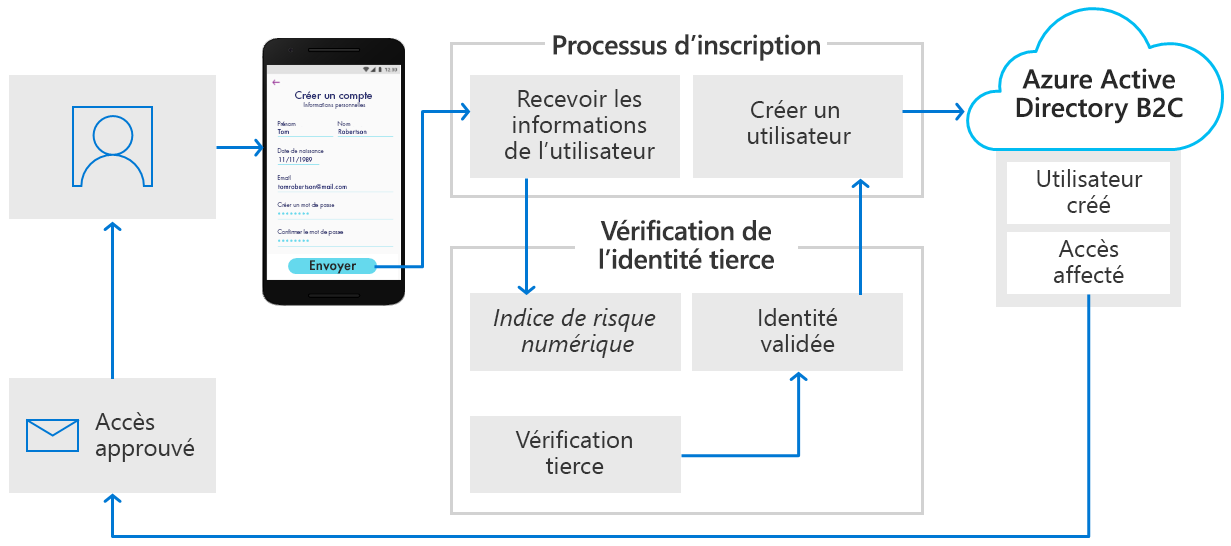 12:00
Créer un compte
Informations personnelles
Prénom
Nom
Tom
Robertson
Date de naissance
11/11/1989
Email
tomrobertson@mail.com
Créer un mot de passe
Confirmer le mot de passe
Envoyer
Processus d’inscription
Recevoir les
informations
de l’utilisateur
Créer un
utilisateur
Azure Active
Directory B2C
Utilisateur
créé
Accès
affecté
Vérification de
l’identité tierce
Indice de risque
numérique
Identité
validée
Vérification
tierce
Accès
approuvé